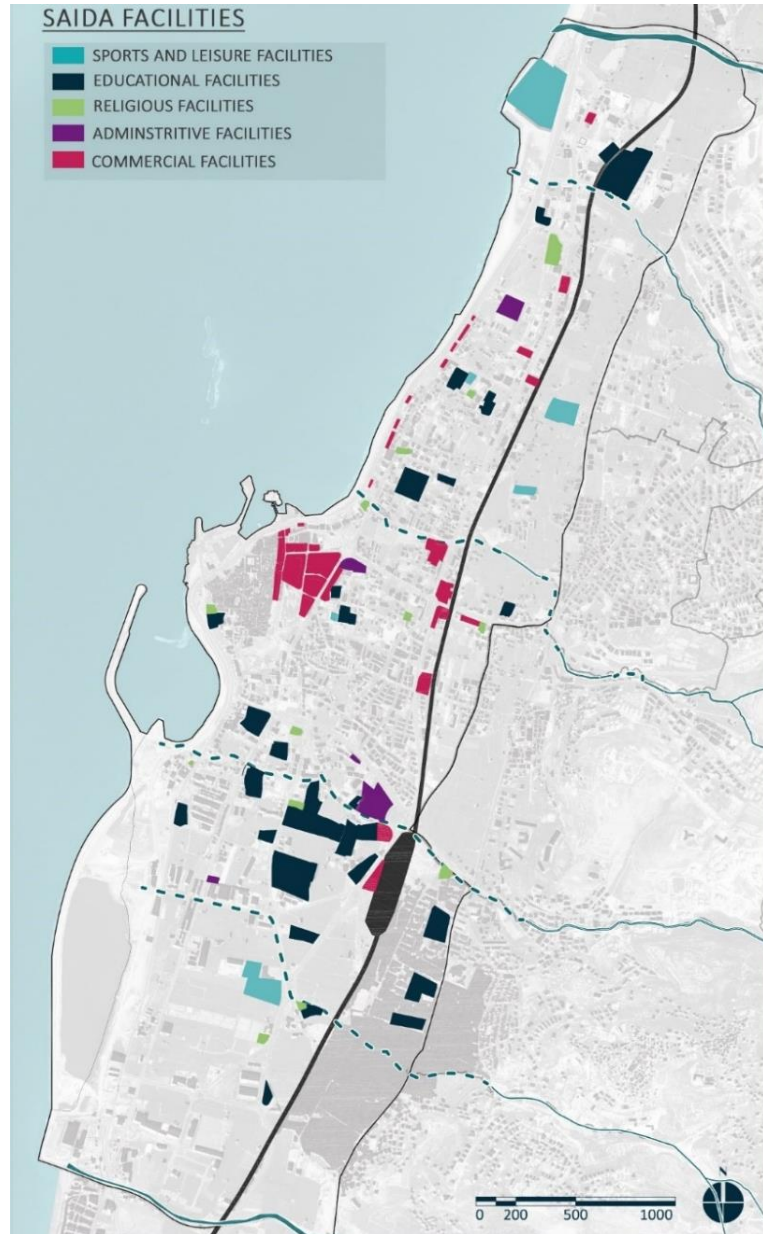 SAIDA FACILITIES
SPORTS AND LEISURE FACILITIES
EDUCATIONAL FACILITIES
RELIGIOUS FACILITIES
ADMINSTRITIVE FACILITIES
COMMERCIAL FACILITIES
N
0 200 500 1000